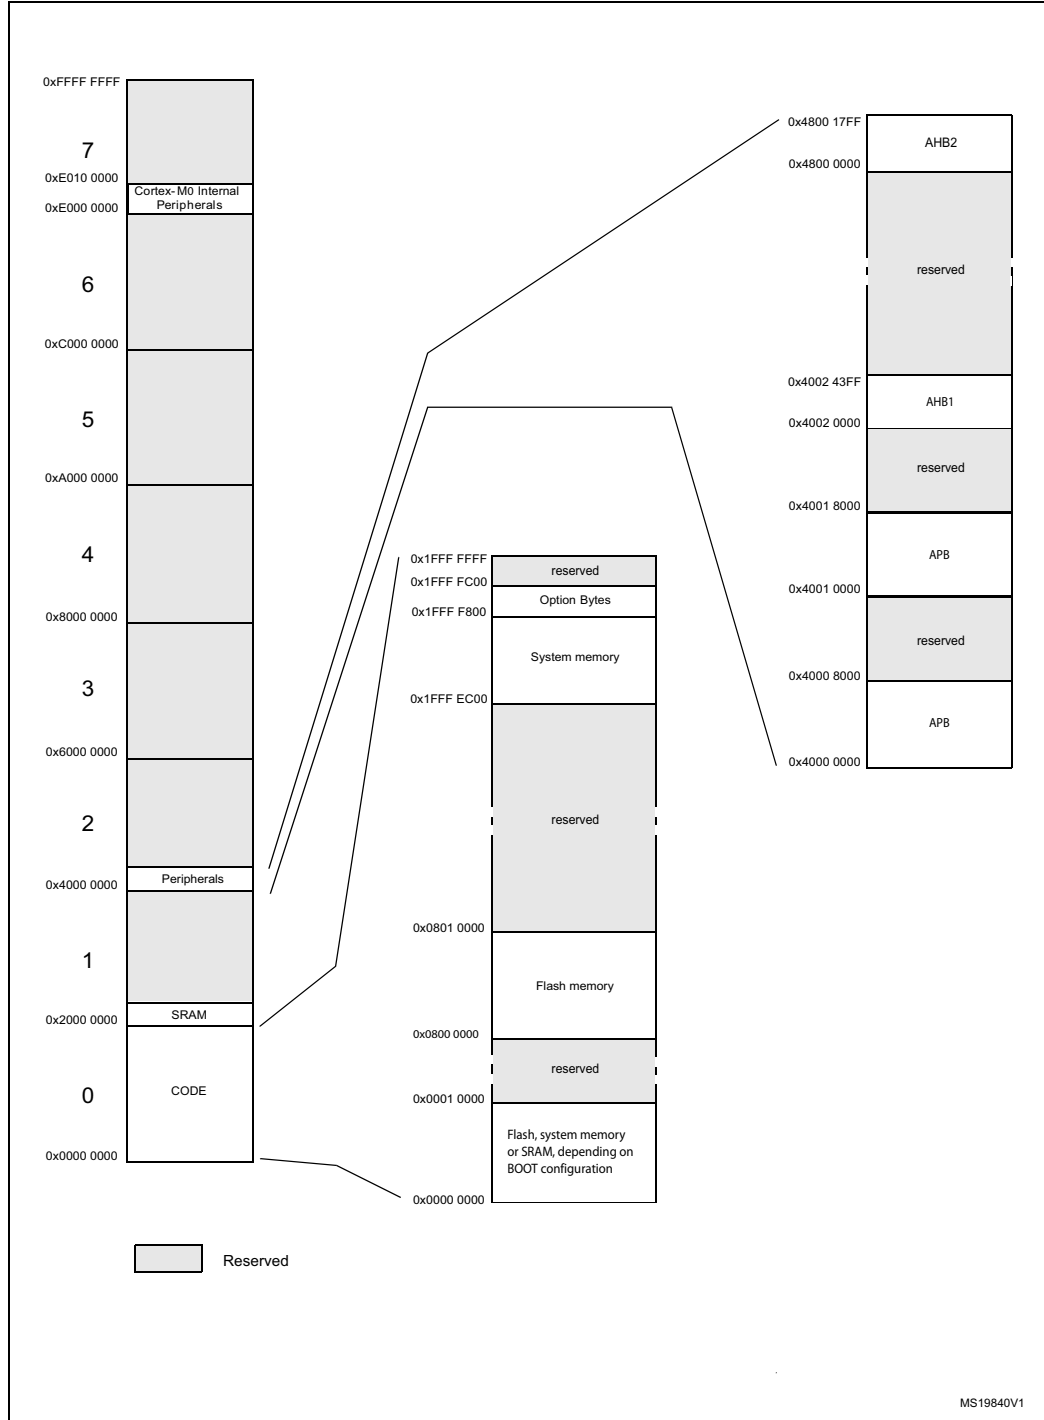 0xFFFF FFFF
7
0xE010 0000
Cortex-M0 Internal
Peripherals
0xE000 0000
6
0xC000 0000
5
0xA000 0000
4
0x8000 0000
3
0x6000 0000
2
Peripherals
0x4000 0000
1
SRAM
0x2000 0000
0
CODE
0x0000 0000
Reserved
0x1FFF FFFF
reserved
0x1FFF FC00
Option Bytes
0x1FFF F800
System memory
0x1FFF EC00
reserved
0x0801 0000
Flash memory
0x0800 0000
reserved
0x0001 0000
Flash, system memory
or SRAM, depending on
BOOT configuration
0x0000 0000
0x4800 17FF
AHB2
0x4800 0000
reserved
0x4002 43FF
AHB1
0x4002 0000
reserved
0x4001 8000
APB
0x4001 0000
reserved
0x4000 8000
APB
0x4000 0000
MS19840V1